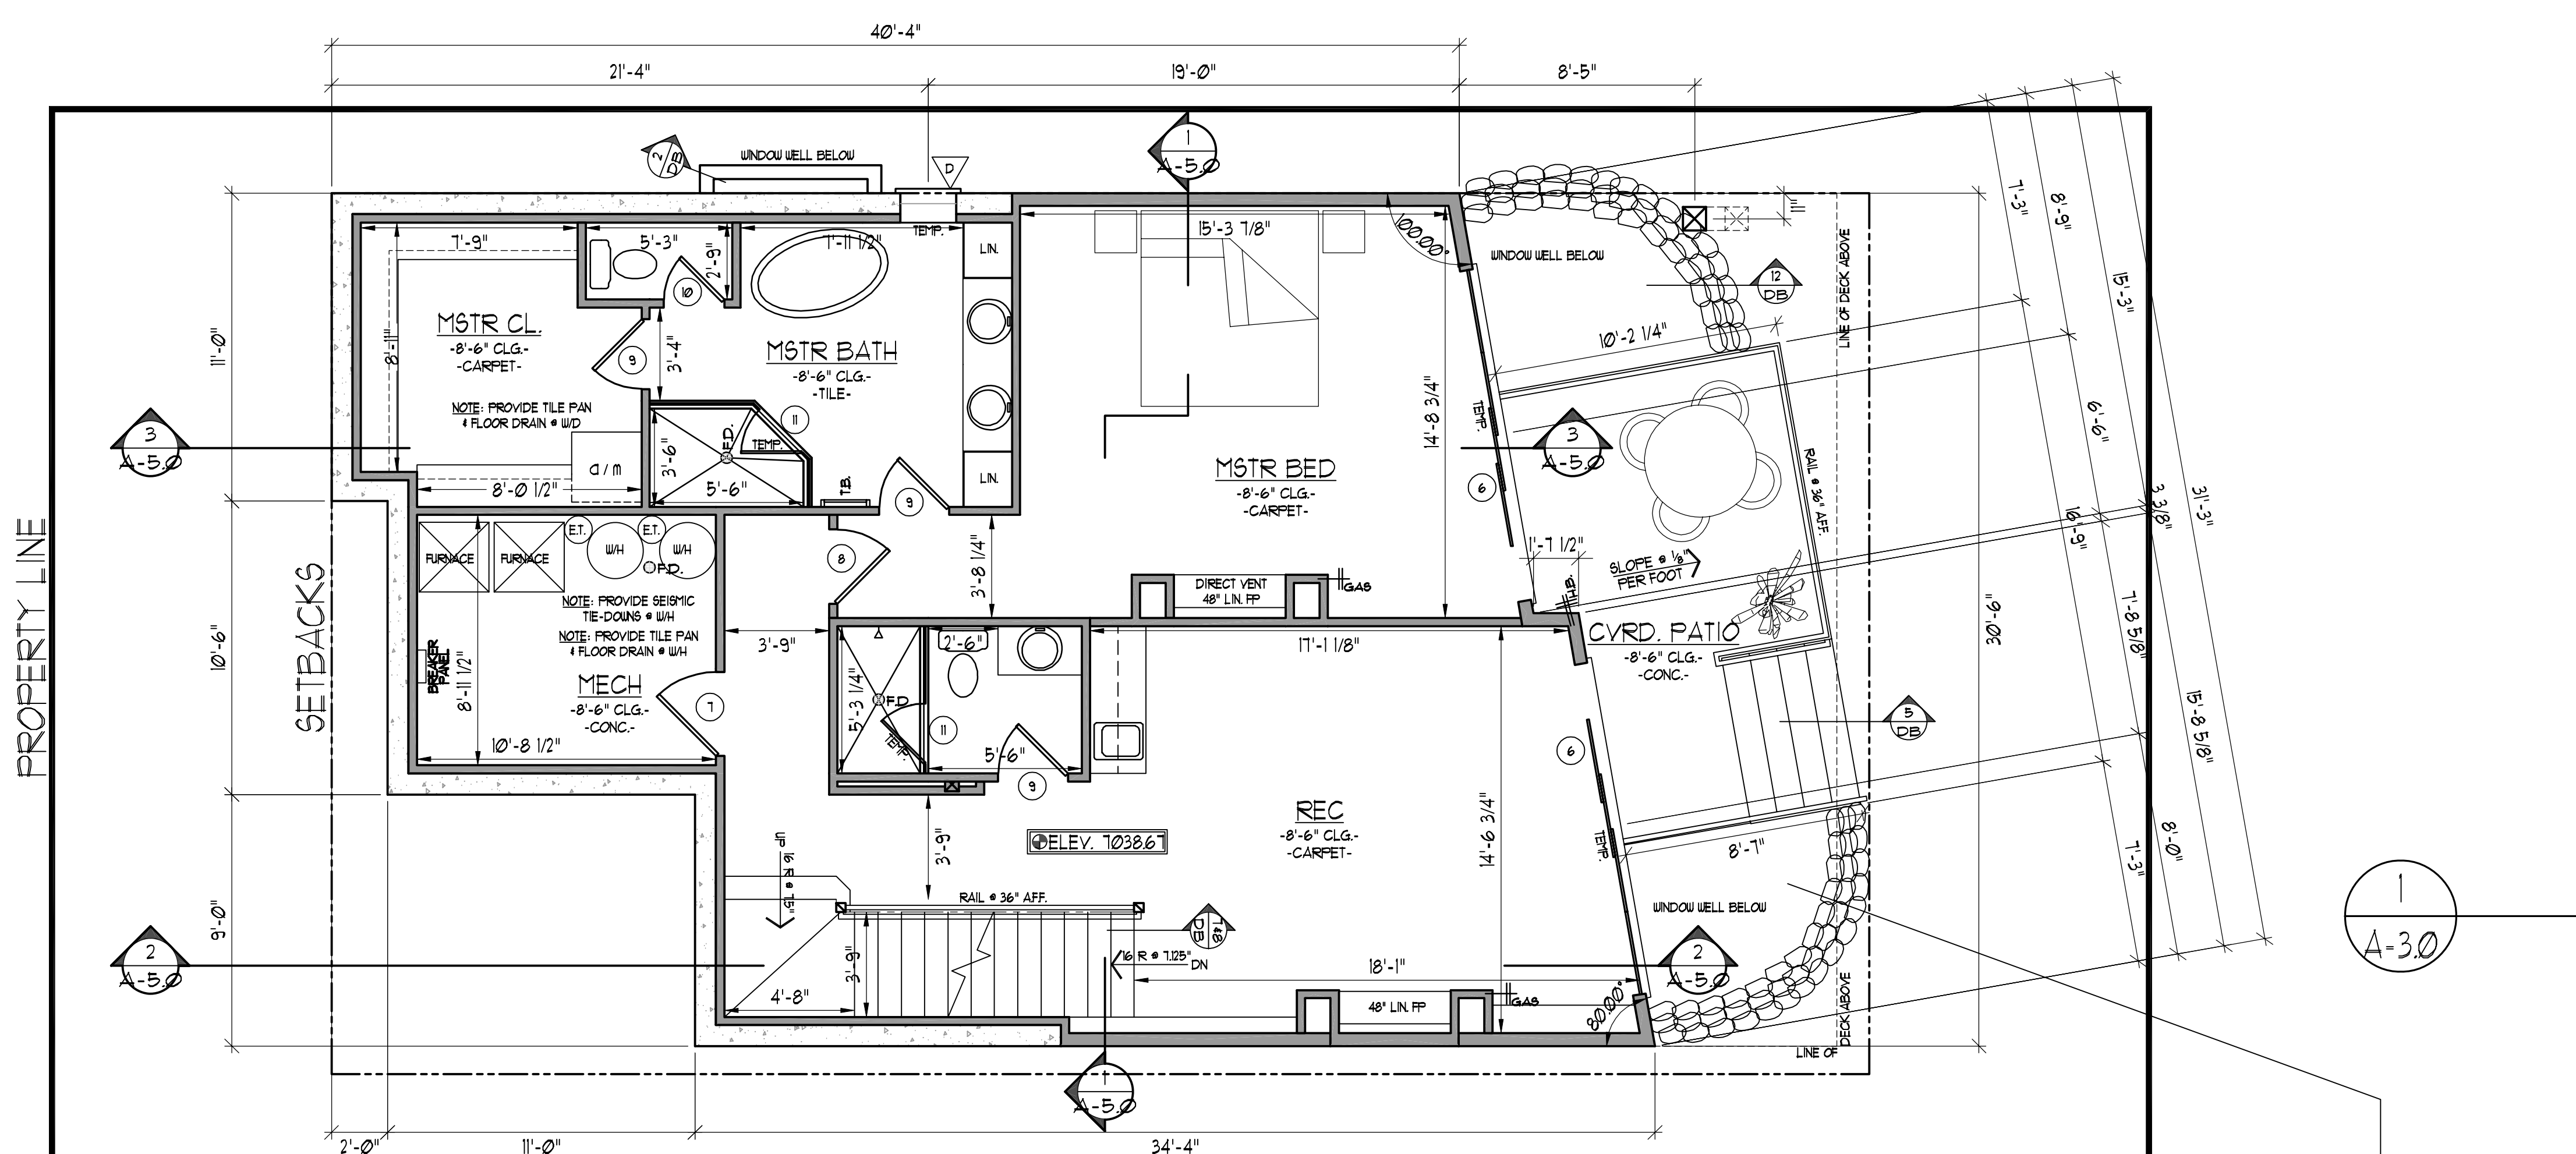 40'-4"
21'-4"
19'-0"
8'-5"
1
A-5.0
2
DB
WINDOW WELL BELOW
D
11"
7'-3"
8'-9"
15'-3"
31'-3"
7'-9"
5'-3"
7'-11 1/2"
TEMP.
15'-3 7/8"
100.00°
2'-9"
LIN.
WINDOW WELL BELOW
12
DB
LINE OF DECK ABOVE
10
11'-0"
8'-11"
MSTR CL.
-8'-6" CLG.-
-CARPET-
9
3'-4"
MSTR BATH
-8'-6" CLG.-
-TILE-
10'-2 1/4"
NOTE: PROVIDE TILE PAN
& FLOOR DRAIN @ W/D
11
F.D.
TEMP.
14'-8 3/4"
TEMP.
6'-6"
3
A-5.0
3
A-5.0
3'-6"
5'-6"
W / D
8'-0 1/2"
T.B.
LIN.
9
MSTR BED
-8'-6" CLG.-
-CARPET-
6
RAIL @ 36" AFF.
3 3/8"
16'-9"
PROPERTY LINE
SETBACKS
FURNACE
FURNACE
E.T.
W/H
E.T.
W/H
F.D.
8
3'-8 1/4"
1'-7 1/2"
H.B.
DIRECT VENT
48" LIN. FP
GAS
SLOPE @ 1/8"
PER FOOT
10'-6"
NOTE: PROVIDE SEISMIC
TIE-DOWNS @ W/H
NOTE: PROVIDE TILE PAN
& FLOOR DRAIN @ W/H
BREAKER
PANEL
8'-11 1/2"
MECH
-8'-6" CLG.-
-CONC.-
7
3'-9"
2'-6"
17'-1 1/8"
CVRD. PATIO
-8'-6" CLG.-
-CONC.-
30'-9"
7'-8 5/8"
15'-8 5/8"
5'-3 1/4"
F.D
TEMP.
11
5'-6"
9
10'-8 1/2"
6
5
DB
REC
-8'-6" CLG.-
-CARPET-
ELEV. 7038.67
3'-9"
14'-6 3/4"
TEMP.
8'-7"
7'-3"
8'-0"
UP
16 R @ 7.5"
RAIL @ 36" A.F.F.
WINDOW WELL BELOW
9'-0"
7&8
DB
16 R @ 7.125"
DN
3'-9"
4'-8"
18'-1"
2
A-5.0
2
A-5.0
48" LIN. FP
GAS
80.00°
LINE OF
DECK ABOVE
1
A-3.0
1
A-5.0
2'-0"
11'-0"
34'-4"